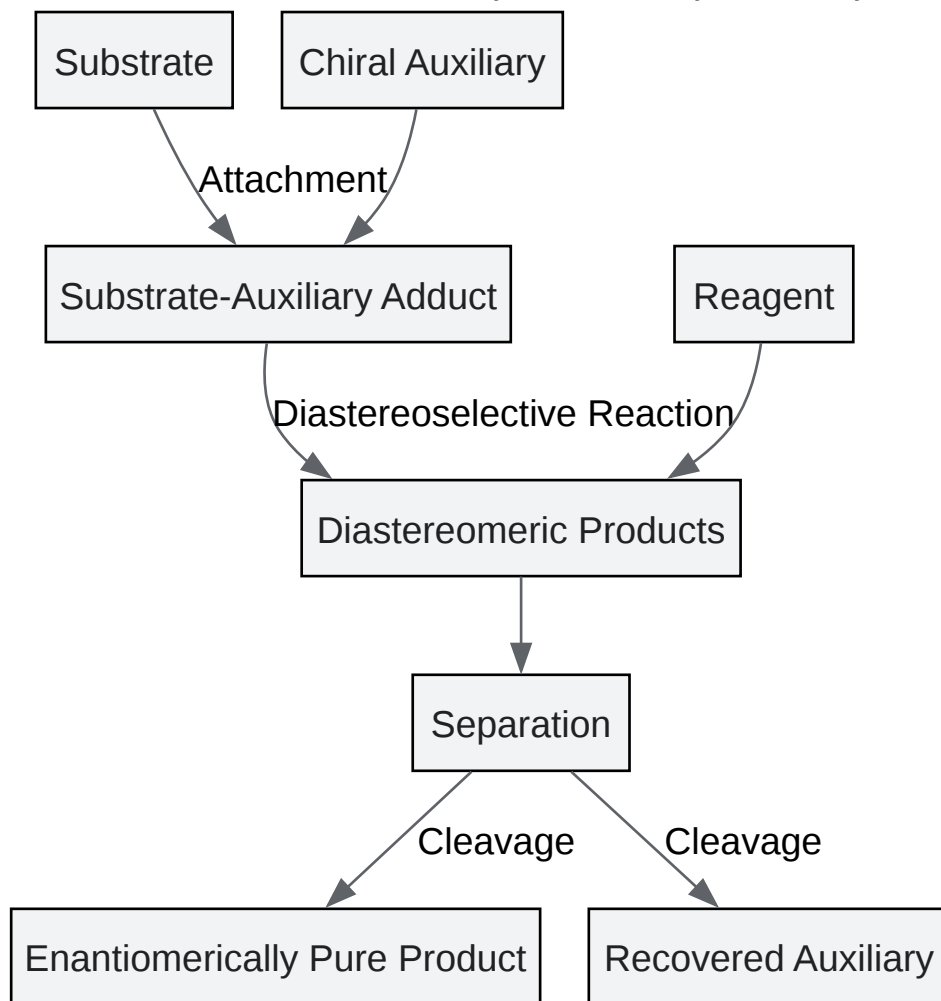 Substrate
Chiral Auxiliary
Attachment
Substrate-Auxiliary Adduct
Reagent
Diastereoselective Reaction
Diastereomeric Products
Separation
Cleavage
Cleavage
Enantiomerically Pure Product
Recovered Auxiliary